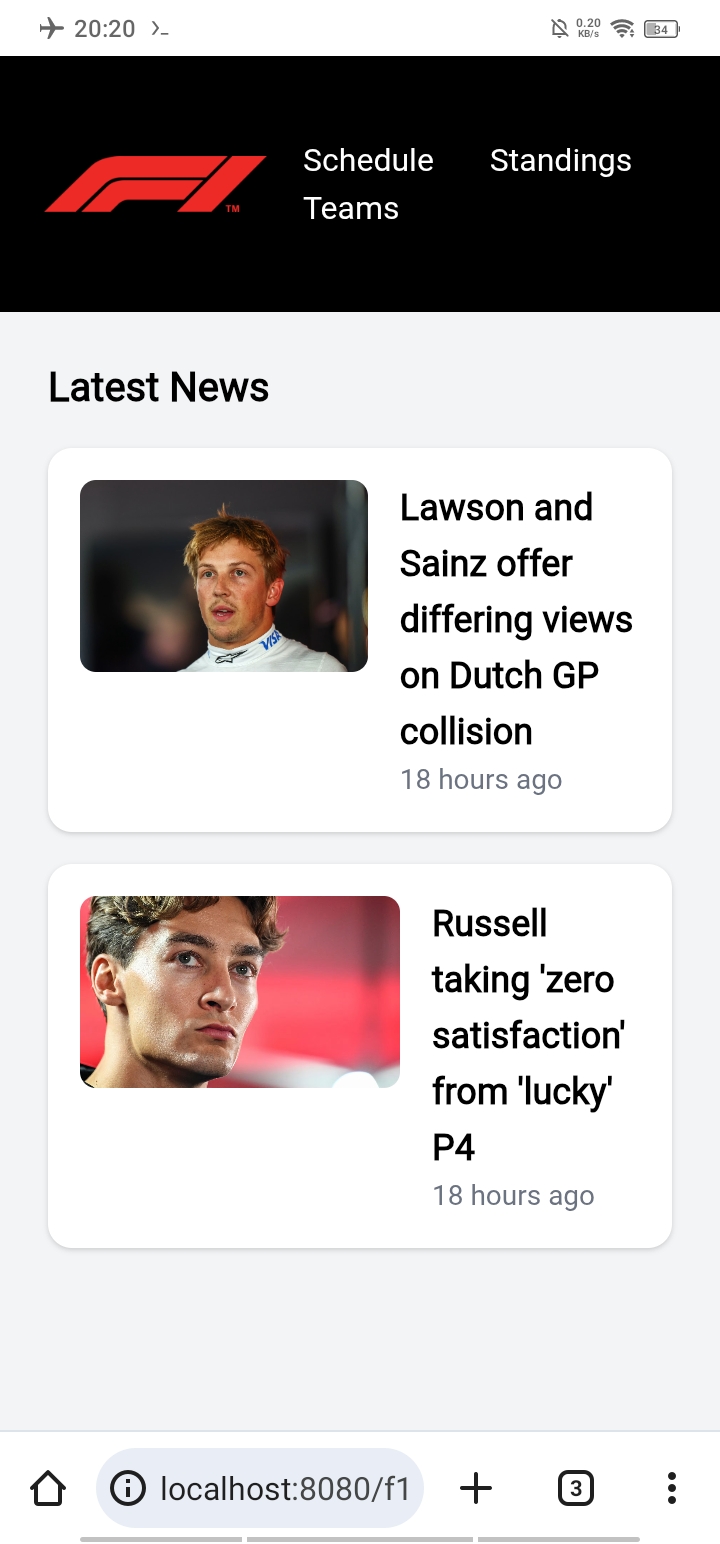 20:20
0.20
KB/s
34
F1
TM
Schedule Standings
Teams
Latest News
VISA
Lawson and
Sainz offer
differing views
on Dutch GP
collision
18 hours ago
Russell
taking 'zero
satisfaction'
from 'lucky'
P4
18 hours ago
localhost:8080/f1
3